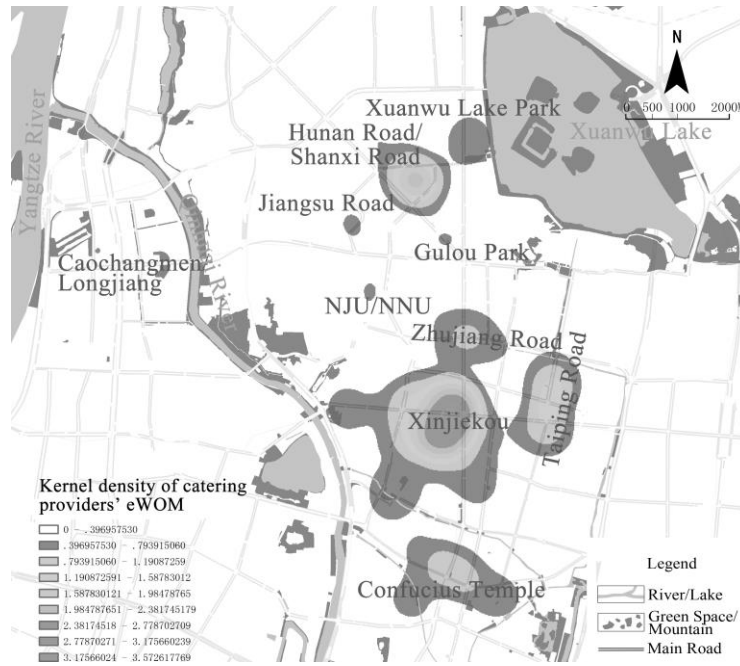 N
0 500 1000 2000m
Xuanwu Lake Park
Xuanwu Lake
Hunan Road/
Shanxi Road
Yangtze River
Jiangsu Road
Gulou Park
Caochangmen/
Longjiang
River
NJU/NNU
Zhujiang Road
Taiping Road
Xinjiekou
Confucius Temple
Kernel density of catering
providers' eWOM
0 - .396957530
.396957530 - .793915060
.793915060 - 1.19087259
1.190872591 - 1.58783012
1.587830121 - 1.98478765
1.984787651 - 2.381745179
2.38174518 - 2.778702709
2.77870271 - 3.175660239
3.17566024 - 3.572617769
Legend
River/Lake
Green Space/
Mountain
Main Road